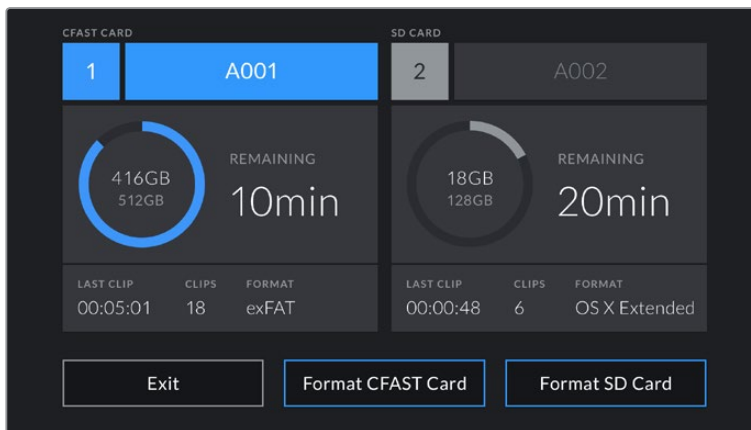 CFAST CARD
1
A001
416GB
512GB
REMAINING
10min
LAST CLIP
CLIPS
FORMAT
00:05:01
18
exFAT
SD CARD
2
A002
18GB
128GB
REMAINING
20min
LAST CLIP
CLIPS
FORMAT
00:00:48
6
OS X Extended
Exit
Format CFAST Card
Format SD Card